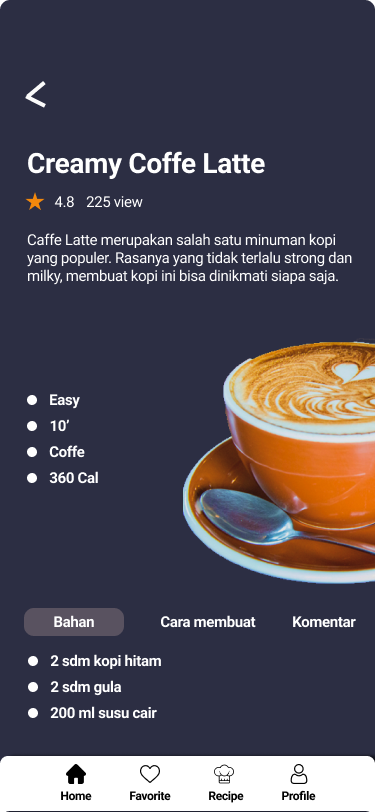 Creamy Coffe Latte
4.8 225 view
Caffe Latte merupakan salah satu minuman kopi
yang populer. Rasanya yang tidak terlalu strong dan
milky, membuat kopi ini bisa dinikmati siapa saja.
Easy
10’
Coffe
360 Cal
Bahan Cara membuat Komentar
2 sdm kopi hitam
2 sdm gula
200 ml susu cair
Home Favorite Recipe Profile